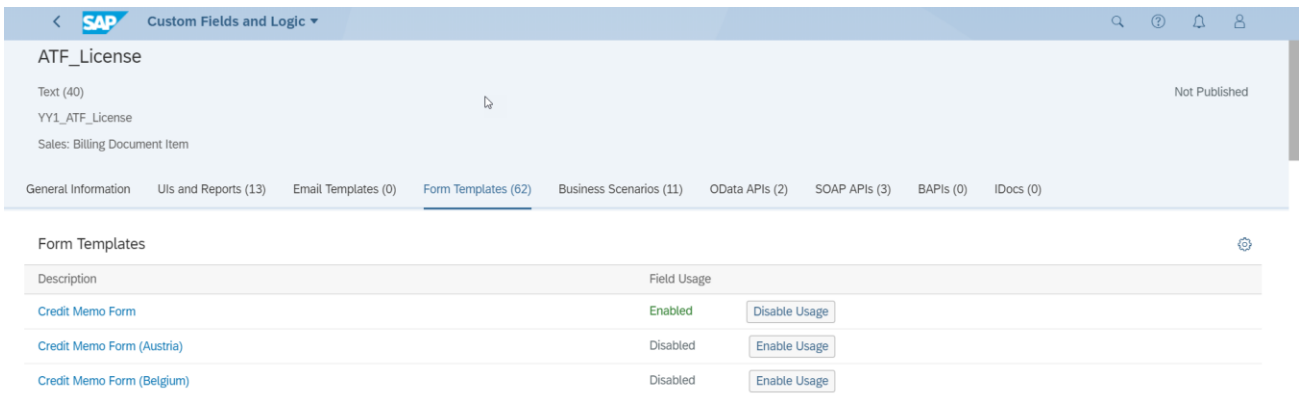 SAP Custom Fields and Logic
ATF_License
Text (40)
Not Published
YY1_ATF_License
Sales: Billing Document Item
General Information UIs and Reports (13) Email Templates (0) Form Templates (62) Business Scenarios (11) OData APIs (2) SOAP APIs (3) BAPIs (0) IDocs (0)
Form Templates
Description Field Usage
Credit Memo Form Enabled Disable Usage
Credit Memo Form (Austria) Disabled Enable Usage
Credit Memo Form (Belgium) Disabled Enable Usage